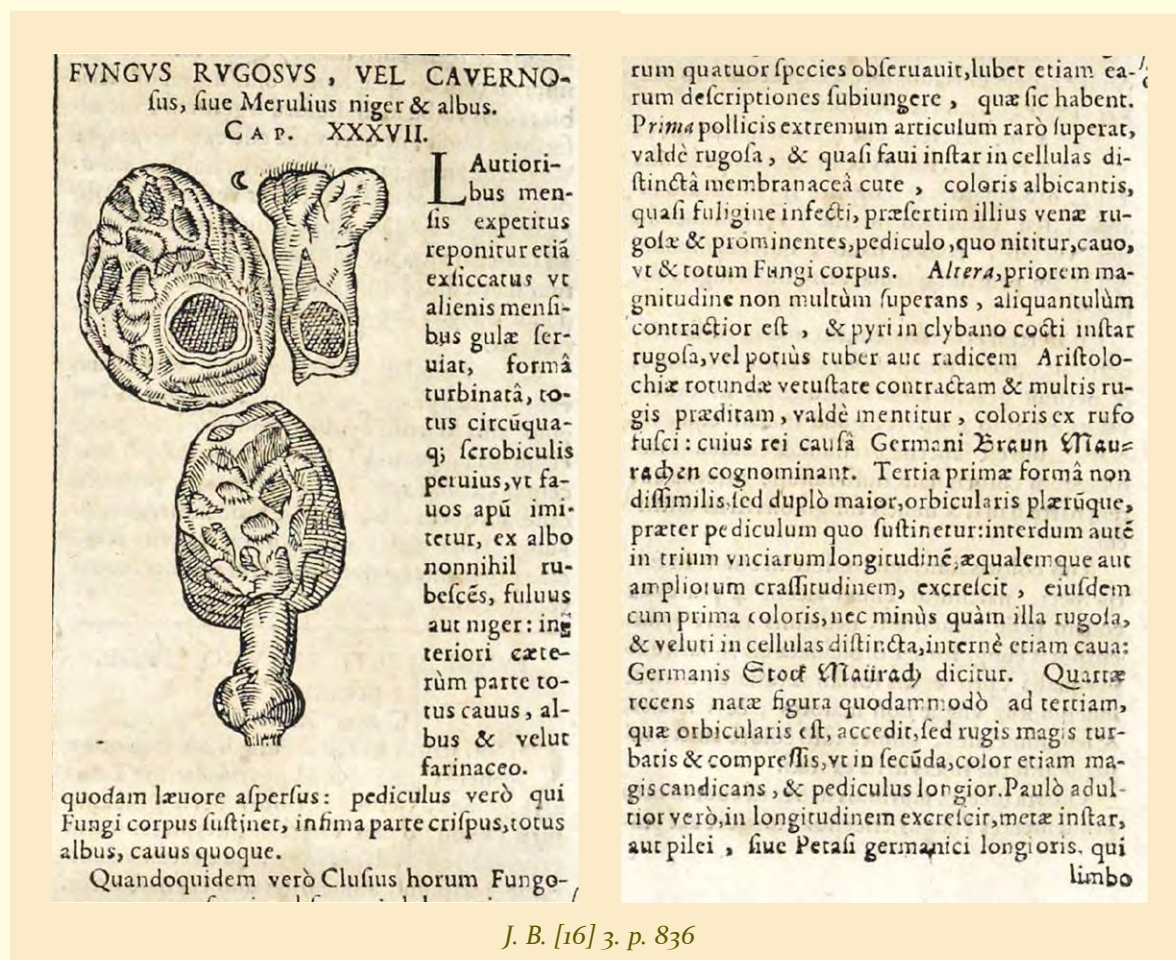 FVNGVS RVGOSVS, VEL CAVERNO-
ſus, ſiue Merulius niger & albus.
CAP. XXXVII.
LAutiori-
bus men-
ſis expetitus
reponitur etiã
exſiccatus vt
alienis menſi-
bus gulæ ſer-
uiat, formâ
turbinatâ, to-
tus circũqua-
q; ſcrobiculis
peruius, vt fa-
uos apũ imi-
tetur, ex albo
nonnihil ru-
beſcẽs, fuluus
aut niger: in
teriori cæte-
rùm parte to-
tus cauus, al-
bus & velut
farinaceo.
quodam læuore aſperſus: pediculus verò qui
Fungi corpus ſuſtinet, infima parte criſpus, totus
albus, cauus quoque.
Quandoquidem verò Cluſius horum Fungo-
rum quatuor ſpecies obſeruauit, lubet etiam ea-
rum deſcriptiones ſubiungere, quæ ſic habent.
Prima pollicis extremum articulum rarò ſuperat,
valdè rugoſa, & quaſi faui inſtar in cellulas di-
ſtinctâ membranaceâ cute, coloris albicantis,
quaſi fuligine infecti, præſertim illius venæ ru-
goſæ & prominentes, pediculo, quo nititur, cauo,
vt & totum Fungi corpus. Altera, priorem ma-
gnitudine non multùm ſuperans, aliquantulùm
contractior eſt, & pyri in clybano cocti inſtar
rugoſa, vel potiùs tuber aut radicem Ariſtolo-
chiæ rotundæ vetuſtate contractam & multis ru-
gis præditam, valdè mentitur, coloris ex rufo
fuſci: cuius rei cauſâ Germani Braun Mau-
rachen cognominant. Tertia primæ formâ non
diſſimilis, ſed duplò maior, orbicularis plærũque,
præter pediculum quo ſuſtinetur: interdum autẽ
in trium vnciarum longitudinẽ, æqualemque aut
ampliorum craſſitudinem, excreſcit, eiuſdem
cum prima coloris, nec minùs quàm illa rugoſa,
& veluti in cellulas diſtincta, internè etiam caua:
Germanis Stock Maurach dicitur. Quartæ
recens natæ figura quodammodò ad tertiam,
quæ orbicularis eſt, accedit, ſed rugis magis tur-
batis & compreſſis, vt in ſecũda, color etiam ma-
gis candicans, & pediculus longior. Paulò adul-
tior verò, in longitudinem excreſcit, metæ inſtar,
aut pilei, ſiue Petaſi germanici longioris, qui
limbo
J. B. [16] 3. p. 836